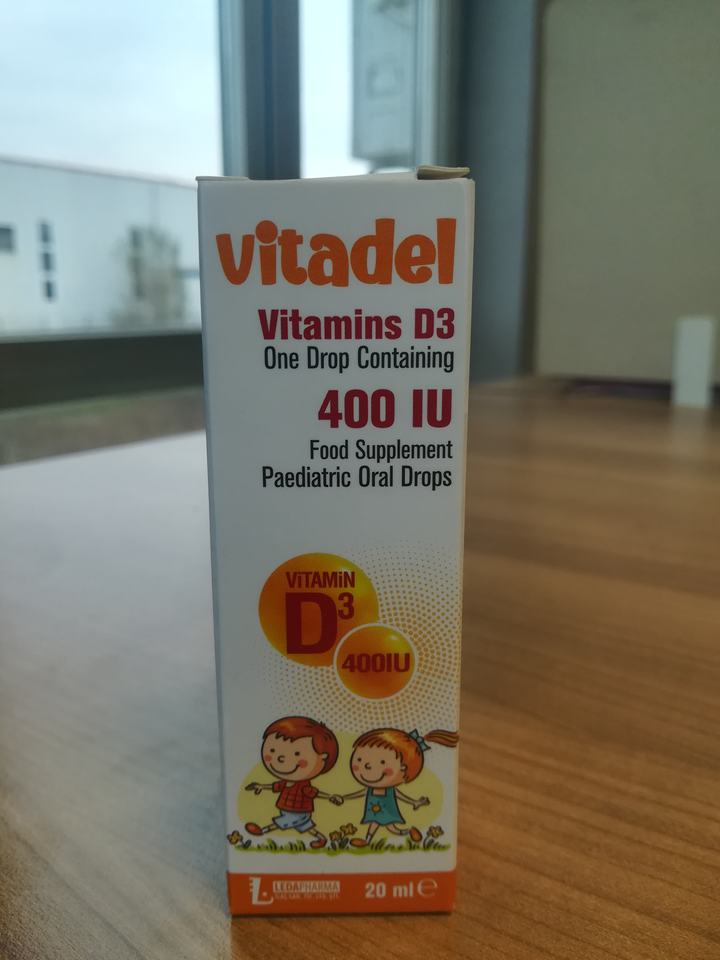 vitadel
Vitamins D3
One Drop Containing
400 IU
Food Supplement
Paediatric Oral Drops
ViTAMiN
D3
400IU
LEDAPHARMA
20 ml e